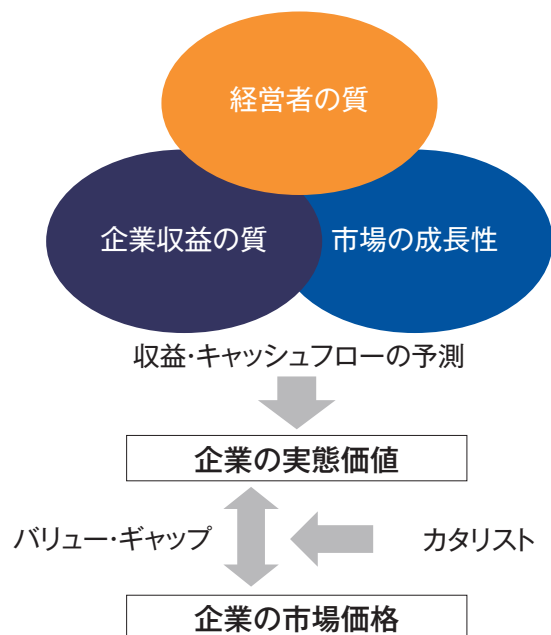 経営者の質
企業収益の質
市場の成長性
収益・キャッシュフローの予測
企業の実態価値
バリュー・ギャップ
カタリスト
企業の市場価格